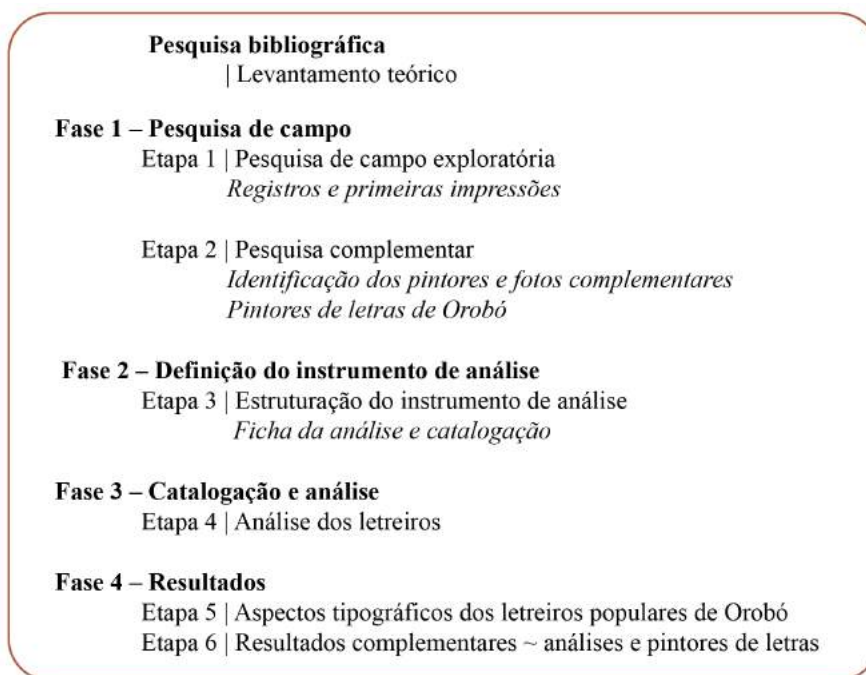 Pesquisa bibliográfica
| Levantamento teórico
Fase 1 – Pesquisa de campo
Etapa 1 | Pesquisa de campo exploratória
Registros e primeiras impressões
Etapa 2 | Pesquisa complementar
Identificação dos pintores e fotos complementares
Pintores de letras de Orobó
Fase 2 – Definição do instrumento de análise
Etapa 3 | Estruturação do instrumento de análise
Ficha da análise e catalogação
Fase 3 – Catalogação e análise
Etapa 4 | Análise dos letreiros
Fase 4 – Resultados
Etapa 5 | Aspectos tipográficos dos letreiros populares de Orobó
Etapa 6 | Resultados complementares ~ análises e pintores de letras